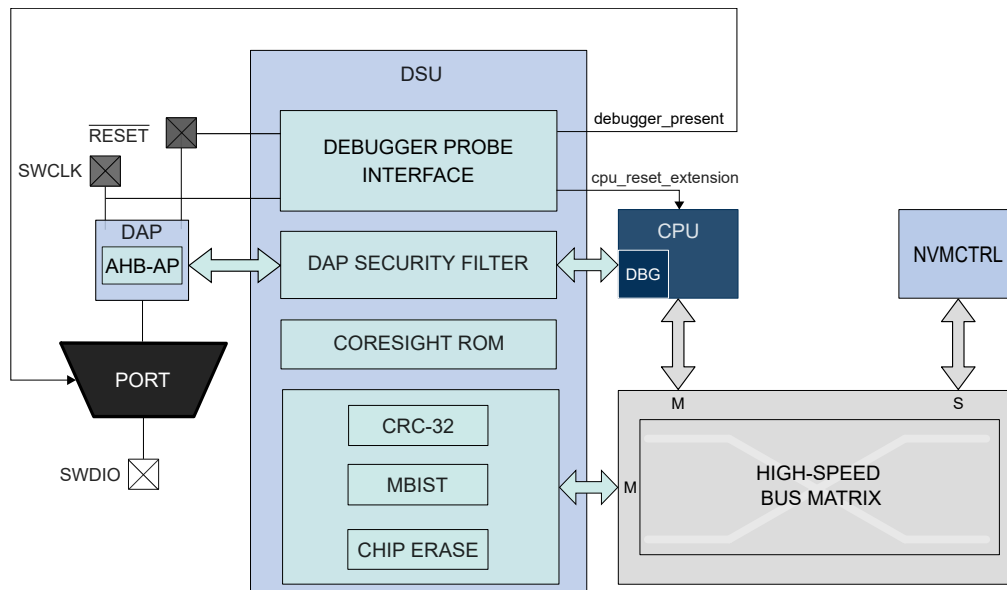 DSU
debugger_present
RESET
DEBUGGER PROBE
INTERFACE
SWCLK
cpu_reset_extension
DAP
AHB-AP
DAP SECURITY FILTER
CPU
DBG
NVMCTRL
CORESIGHT ROM
PORT
M
S
CRC-32
SWDIO
MBIST
M
HIGH-SPEED
BUS MATRIX
CHIP ERASE